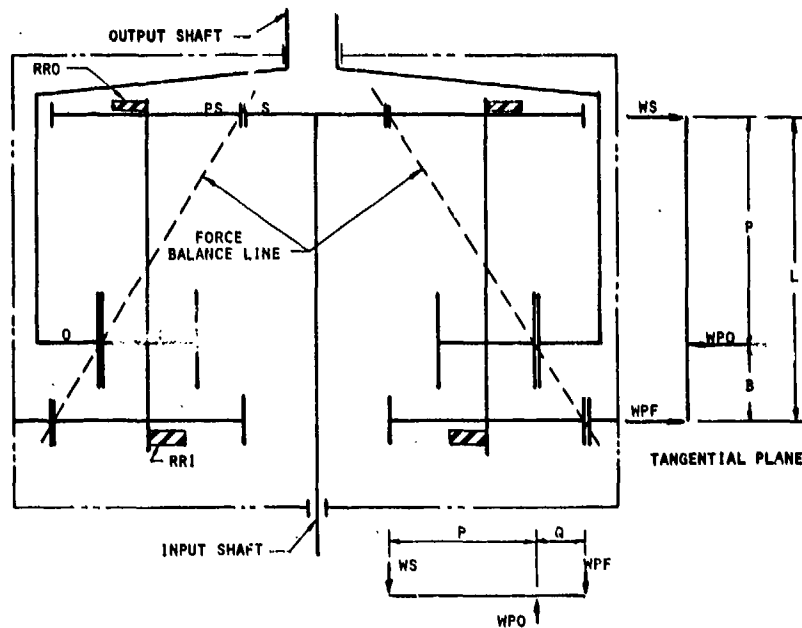 OUTPUT SHAFT
RRO
PS
S
WS
FORCE
BALANCE LINE
P
L
O
WPO
B
WPF
RRI
TANGENTIAL PLANE
INPUT SHAFT
P
Q
WS
WPF
WPO